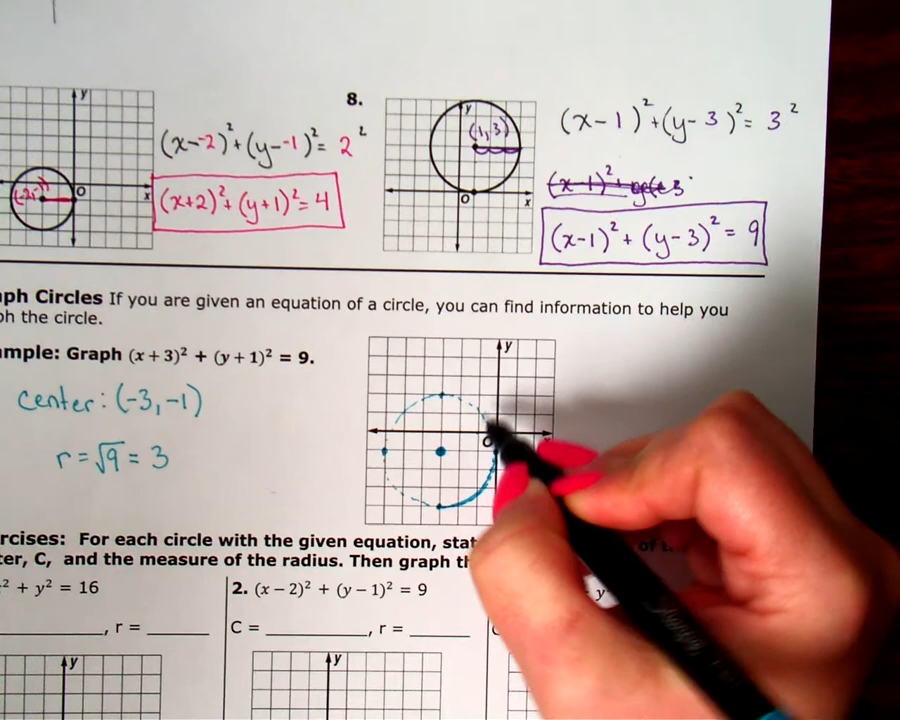 y
O
x
(-2,-1)
(x--2)²+(y--1)²= 2²
(x+2)²+(y+1)²=4
8.
y
(1,3)
O
x
(x-1)²+(y-3)²= 3²
(x-1)²+
(x-1)²+(y-3)²= 9
ph Circles If you are given an equation of a circle, you can find information to help you
ph the circle.
mple: Graph (x + 3)² + (y + 1)² = 9.
center: (-3,-1)
r=√9 = 3
y
O
rcises: For each circle with the given equation, stat
ter, C, and the measure of the radius. Then graph th
² + y² = 16
, r =
2. (x − 2)² + (y − 1)² = 9
C = , r =
y
y
y